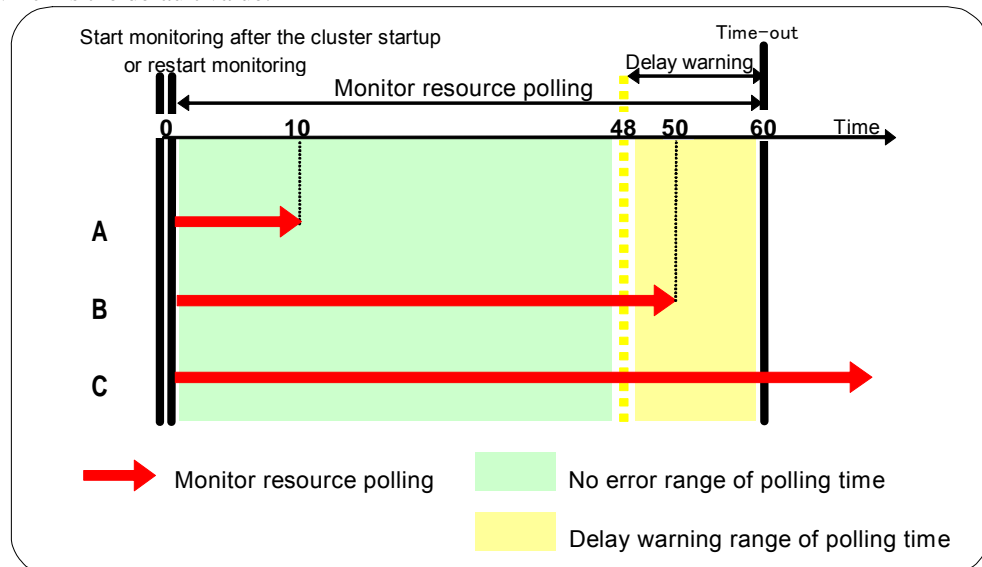 Start monitoring after the cluster startup
or restart monitoring
Time-out
Delay warning
Monitor resource polling
0 10 48 50 60 Time
A
B
C
Monitor resource polling
No error range of polling time
Delay warning range of polling time